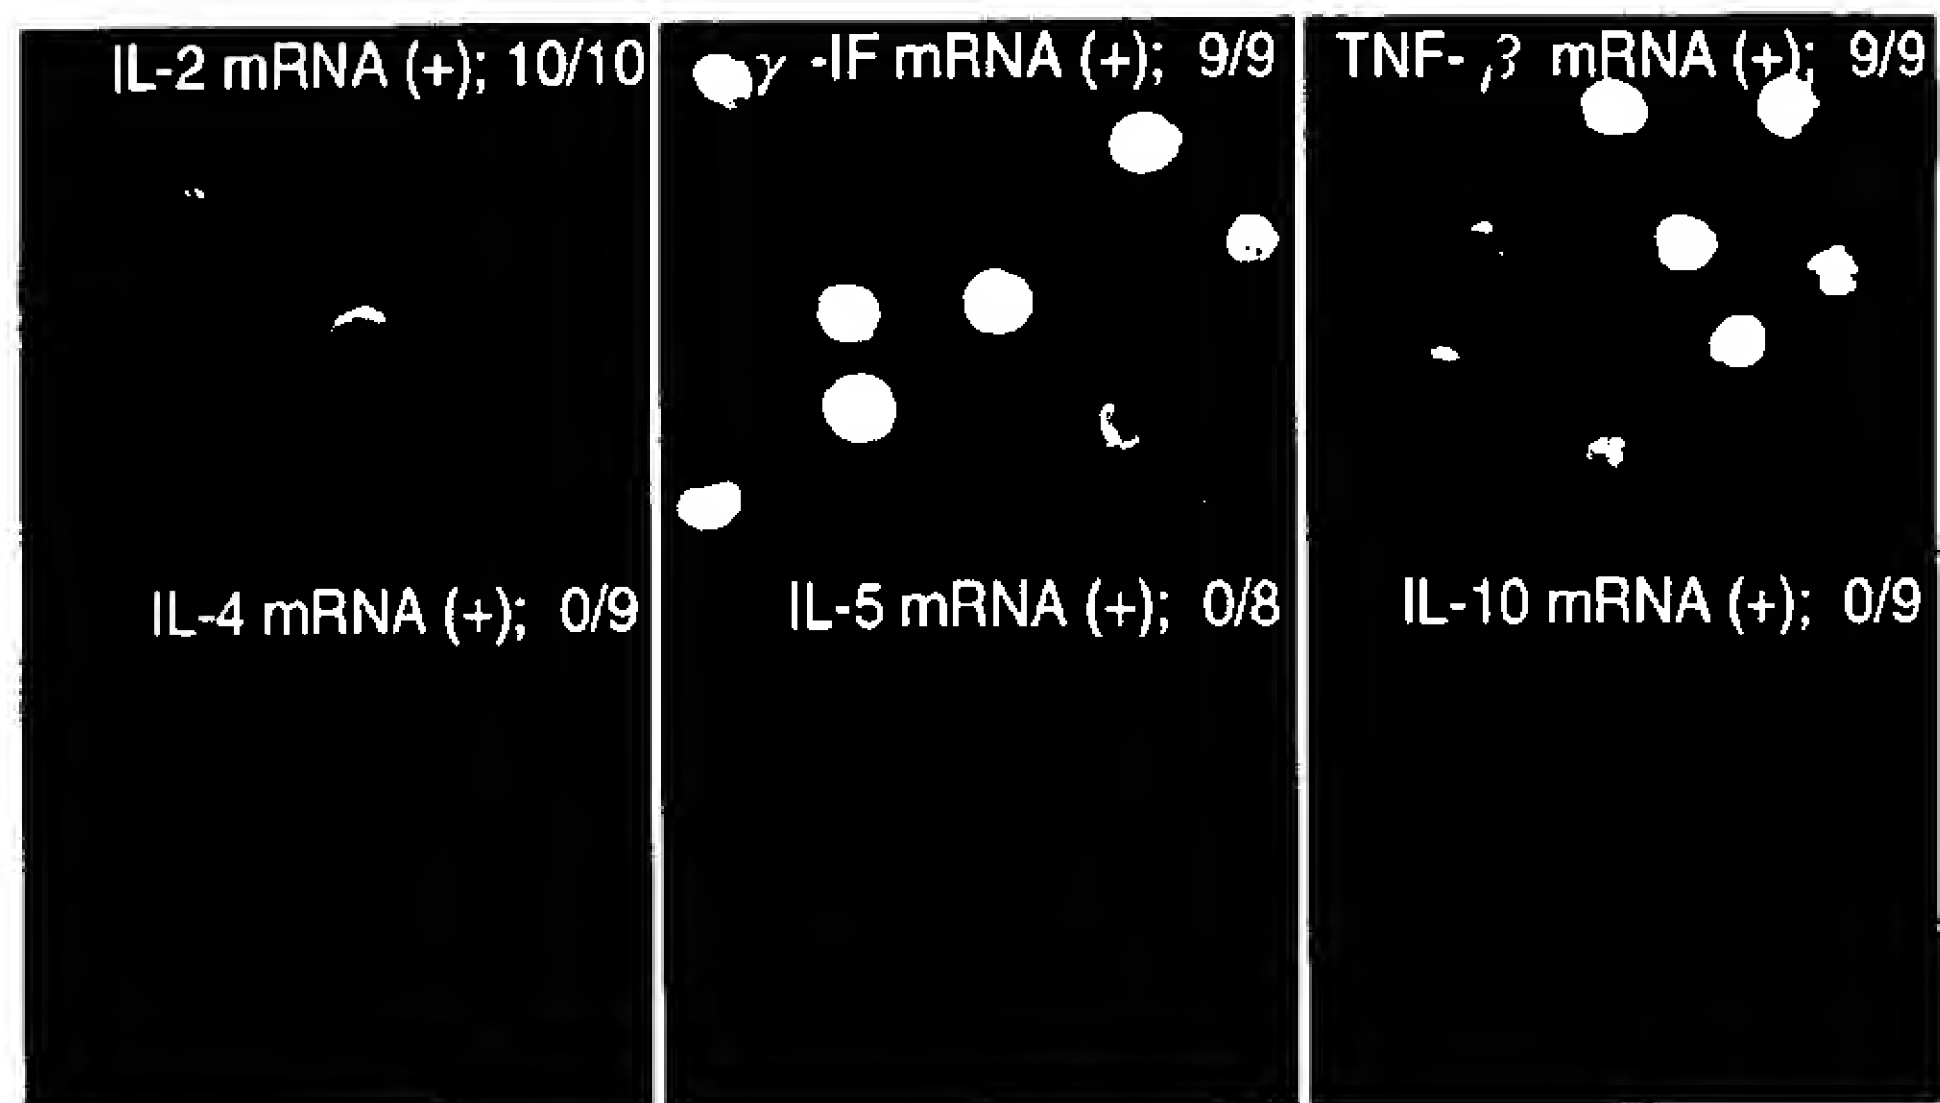 IL-2 mRNA (+); 10/10
γ -IF mRNA (+); 9/9
TNF- β mRNA (+); 9/9
IL-4 mRNA (+); 0/9
IL-5 mRNA (+); 0/8
IL-10 mRNA (+); 0/9